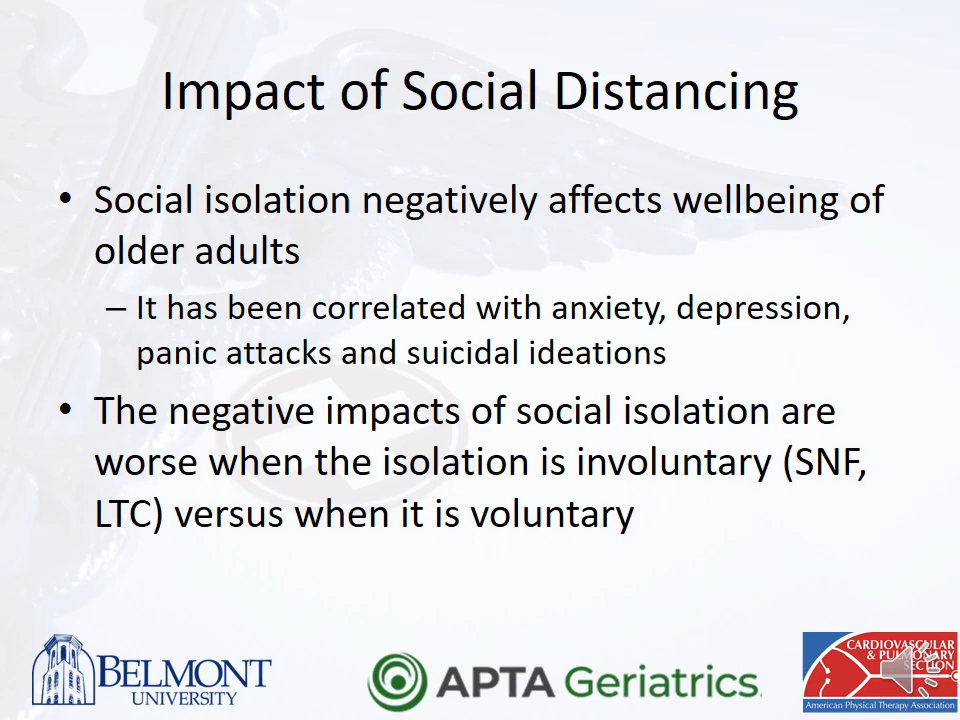 Impact of Social Distancing
• Social isolation negatively affects wellbeing of
older adults
– It has been correlated with anxiety, depression,
panic attacks and suicidal ideations
• The negative impacts of social isolation are
worse when the isolation is involuntary (SNF,
LTC) versus when it is voluntary
BELMONT
UNIVERSITY
APTA Geriatrics.
CARDIOVASCULAR
& PULMONARY
SECTION
American Physical Therapy Association